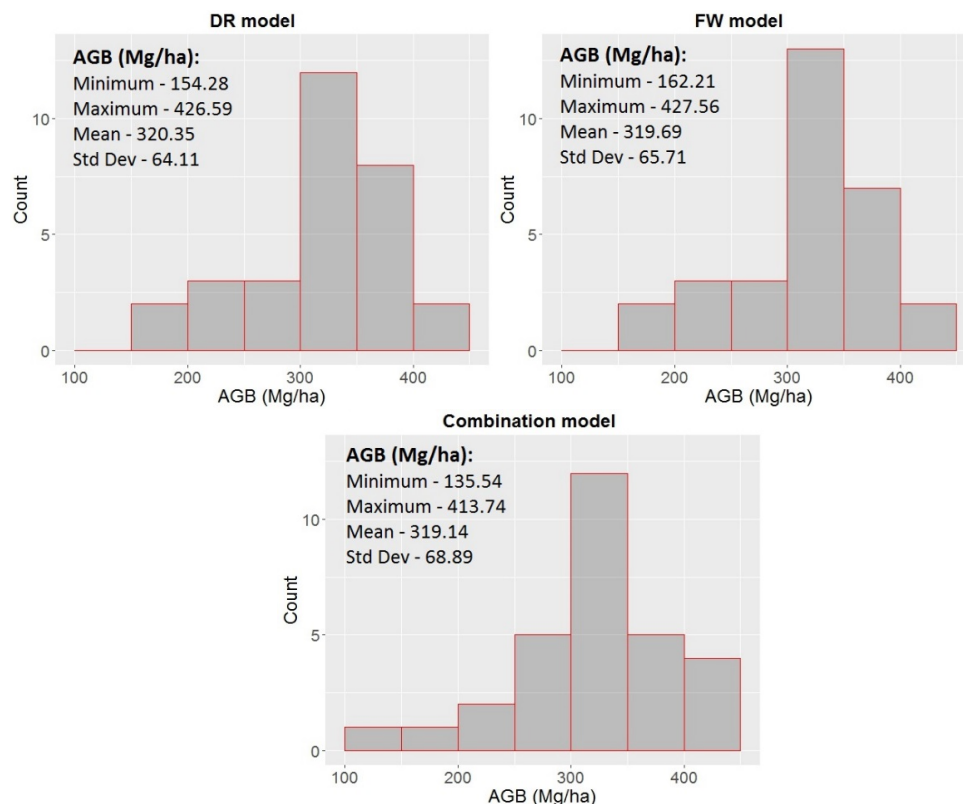 DR model
AGB (Mg/ha):
Minimum - 154.28
Maximum - 426.59
Mean - 320.35
Std Dev - 64.11
10
5
0
Count
100 200 300 400
AGB (Mg/ha)
FW model
AGB (Mg/ha):
Minimum - 162.21
Maximum - 427.56
Mean - 319.69
Std Dev - 65.71
10
5
0
Count
100 200 300 400
AGB (Mg/ha)
Combination model
AGB (Mg/ha):
Minimum - 135.54
Maximum - 413.74
Mean - 319.14
Std Dev - 68.89
10
5
0
Count
100 200 300 400
AGB (Mg/ha)